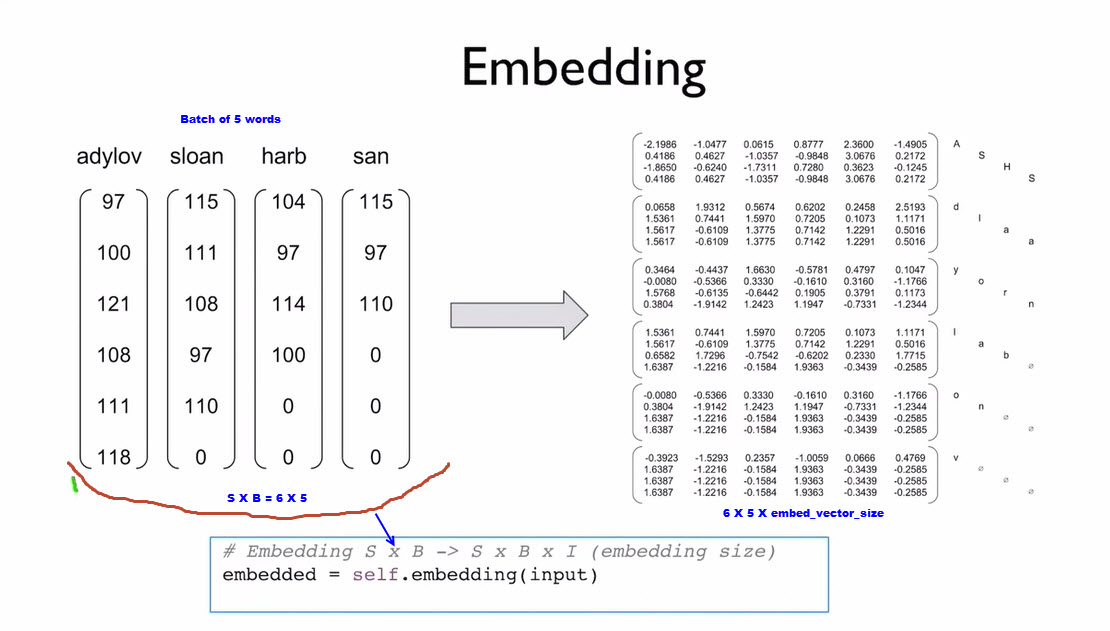 Embedding
Batch of 5 words
adylov sloan harb san
97 115 104 115
100 111 97 97
121 108 114 110
108 97 100 0
111 110 0 0
118 0 0 0
S X B = 6 X 5
-2.1986 -1.0477 0.0615 0.8777 2.3600 -1.4905 A
0.4186 0.4627 -1.0357 -0.9848 3.0676 0.2172 S
-1.8650 -0.6240 -1.7311 0.7280 0.3623 -0.1245 H
0.4186 0.4627 -1.0357 -0.9848 3.0676 0.2172 S
0.0658 1.9312 0.5674 0.6202 0.2458 2.5193 d
1.5361 0.7441 1.5970 0.7205 0.1073 1.1171 l
1.5617 -0.6109 1.3775 0.7142 1.2291 0.5016 a
1.5617 -0.6109 1.3775 0.7142 1.2291 0.5016 a
0.3464 -0.4437 1.6630 -0.5781 0.4797 0.1047 y
-0.0080 -0.5366 0.3330 -0.1610 0.3160 -1.1766 o
1.5768 -0.6135 -0.6442 0.1905 0.3791 0.1173 r
0.3804 -1.9142 1.2423 1.1947 -0.7331 -1.2344 n
1.5361 0.7441 1.5970 0.7205 0.1073 1.1171 l
1.5617 -0.6109 1.3775 0.7142 1.2291 0.5016 a
0.6582 1.7296 -0.7542 -0.6202 0.2330 1.7715 b
1.6387 -1.2216 -0.1584 1.9363 -0.3439 -0.2585 ∅
-0.0080 -0.5366 0.3330 -0.1610 0.3160 -1.1766 o
0.3804 -1.9142 1.2423 1.1947 -0.7331 -1.2344 n
1.6387 -1.2216 -0.1584 1.9363 -0.3439 -0.2585 ∅
1.6387 -1.2216 -0.1584 1.9363 -0.3439 -0.2585 ∅
-0.3923 -1.5293 0.2357 -1.0059 0.0666 0.4769 v
1.6387 -1.2216 -0.1584 1.9363 -0.3439 -0.2585 ∅
1.6387 -1.2216 -0.1584 1.9363 -0.3439 -0.2585 ∅
1.6387 -1.2216 -0.1584 1.9363 -0.3439 -0.2585 ∅
6 X 5 X embed_vector_size
# Embedding S x B -> S x B x I (embedding size)
embedded = self.embedding(input)